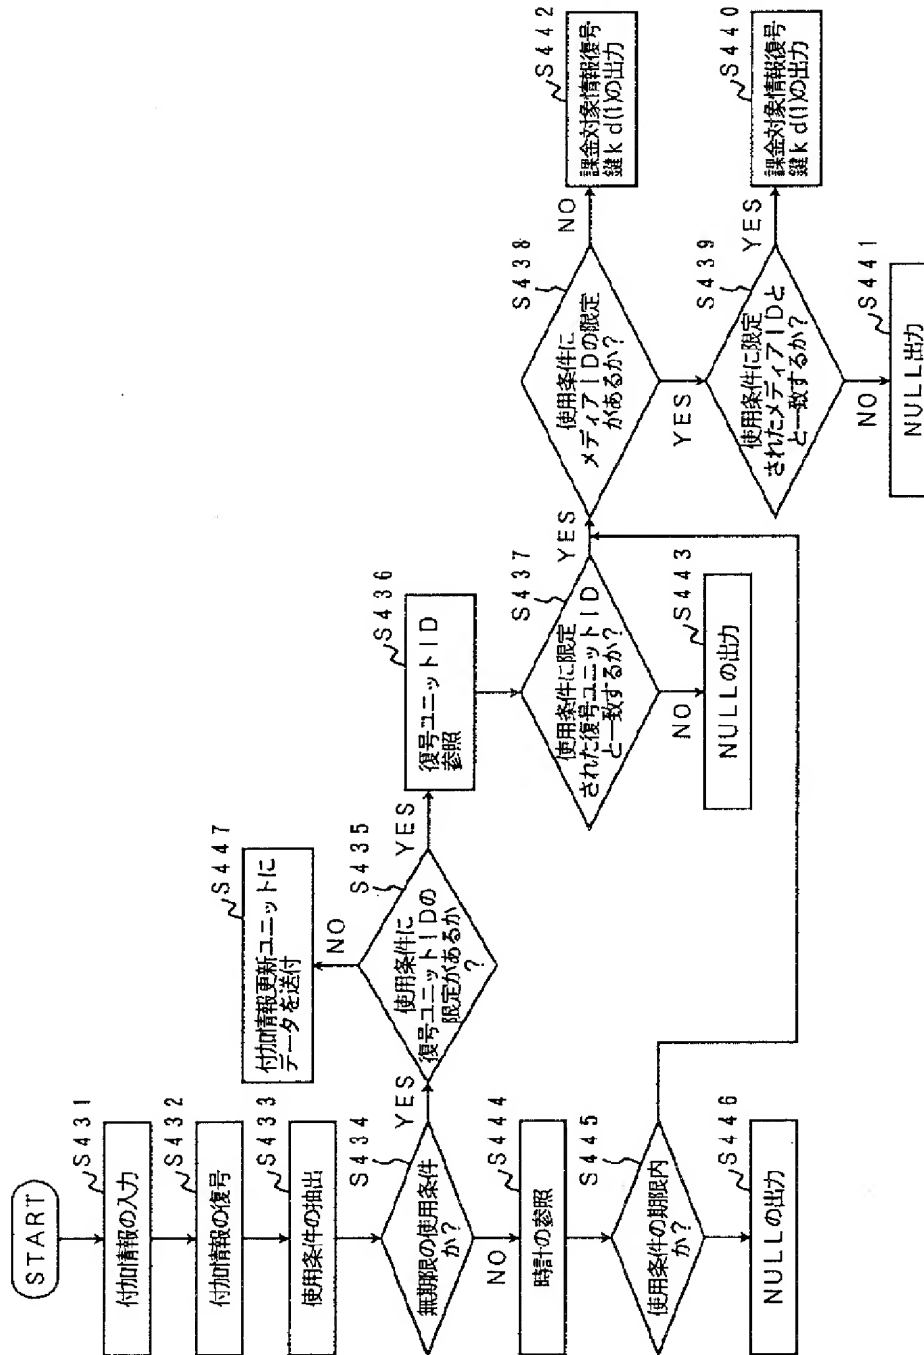 START
S431
付加情報の入力
S432
付加情報の復号
S433
使用条件の抽出
S434
無期限の使用条件
か？
YES
NO
S444
時計の参照
S445
使用条件の期限内
か？
S446
NULLの出力
S447
付加情報更新ユニットに
データを送付
NO
S435
使用条件に
復号ユニットIDの
限定があるか
？
YES
S436
復号ユニットID
参照
S437
使用条件に限定
された復号ユニットID
と一致するか？
YES
NO
S443
NULLの出力
S438
使用条件に
メディアIDの限定
があるか？
NO
YES
S442
課金対象情報復号
鍵kd(1)の出力
S439
使用条件に限定
されたメディアIDと
と一致するか？
YES
NO
S440
課金対象情報復号
鍵kd(1)の出力
S441
NULL出力